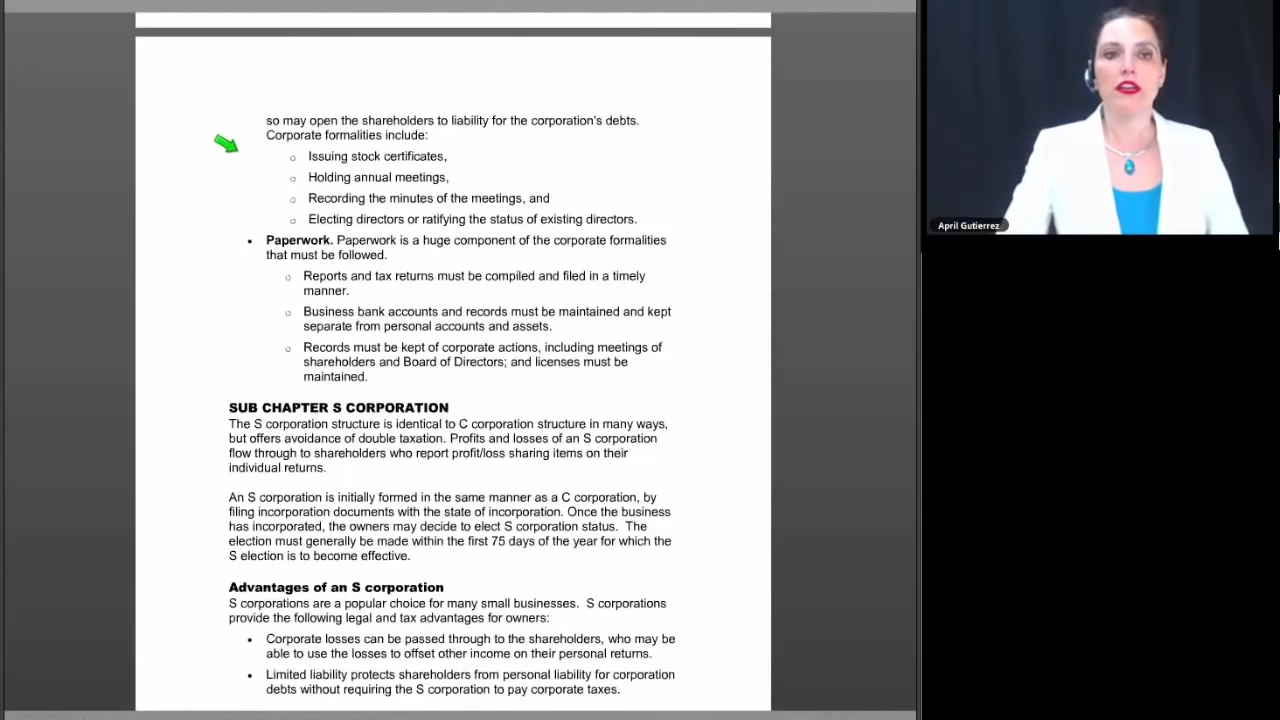 so may open the shareholders to liability for the corporation's debts.
Corporate formalities include:
o Issuing stock certificates,
o Holding annual meetings,
o Recording the minutes of the meetings, and
o Electing directors or ratifying the status of existing directors.
• Paperwork. Paperwork is a huge component of the corporate formalities
that must be followed.
o Reports and tax returns must be compiled and filed in a timely
manner.
o Business bank accounts and records must be maintained and kept
separate from personal accounts and assets.
o Records must be kept of corporate actions, including meetings of
shareholders and Board of Directors; and licenses must be
maintained.
SUB CHAPTER S CORPORATION
The S corporation structure is identical to C corporation structure in many ways,
but offers avoidance of double taxation. Profits and losses of an S corporation
flow through to shareholders who report profit/loss sharing items on their
individual returns.
An S corporation is initially formed in the same manner as a C corporation, by
filing incorporation documents with the state of incorporation. Once the business
has incorporated, the owners may decide to elect S corporation status. The
election must generally be made within the first 75 days of the year for which the
S election is to become effective.
Advantages of an S corporation
S corporations are a popular choice for many small businesses. S corporations
provide the following legal and tax advantages for owners:
• Corporate losses can be passed through to the shareholders, who may be
able to use the losses to offset other income on their personal returns.
• Limited liability protects shareholders from personal liability for corporation
debts without requiring the S corporation to pay corporate taxes.
April Gutierrez